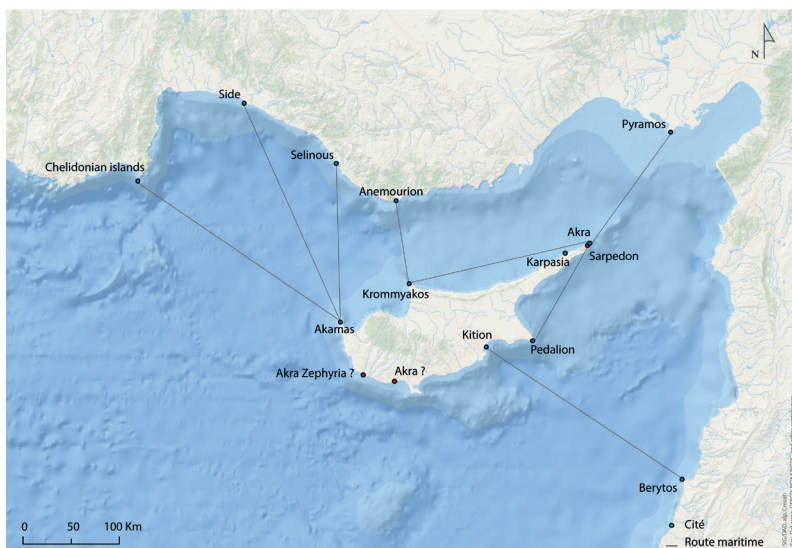 N
Side
Pyramos
Selinous
Chelidonian islands
Anemourion
Akra
Sarpedon
Karpasia
Krommyakos
Akamas
Kition
Pedalion
Akra Zephyria ?
Akra ?
Berytos
0 50 100 Km
Cité
Route maritime